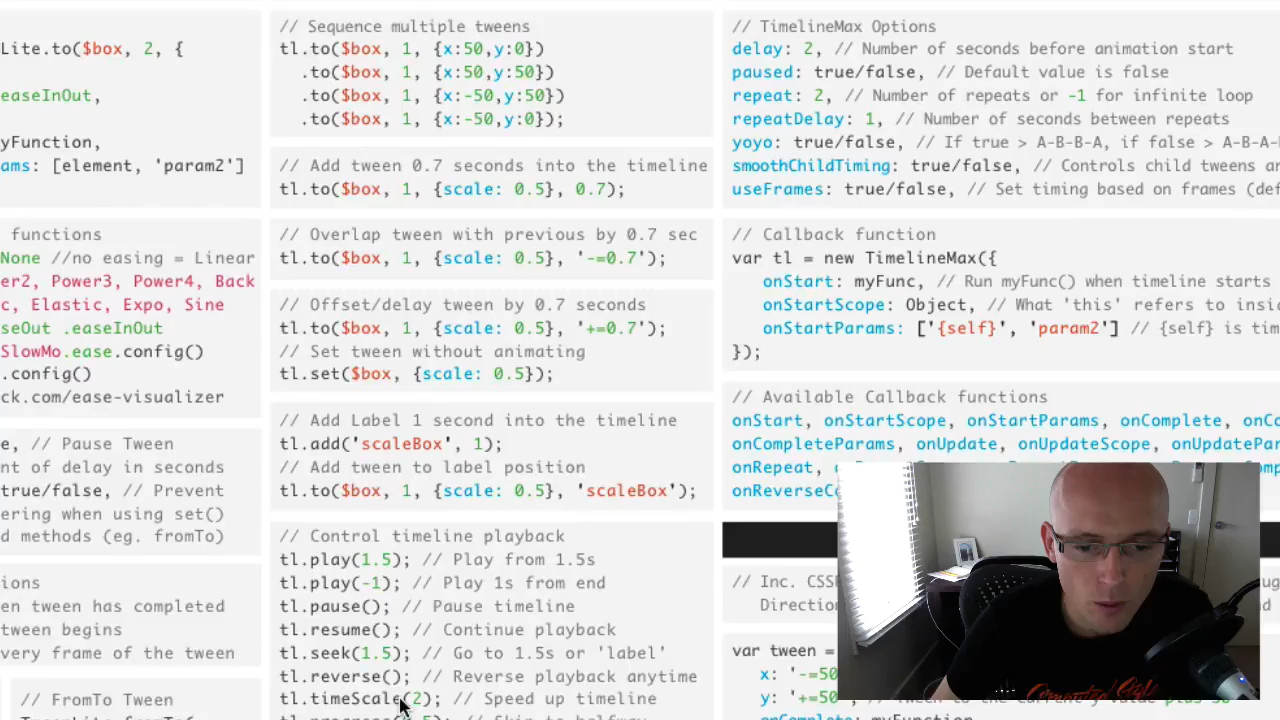 Lite.to($box, 2, {
easeInOut,
yFunction,
ams: [element, 'param2']
functions
None //no easing = Linear
er2, Power3, Power4, Back
c, Elastic, Expo, Sine
seOut .easeInOut
SlowMo.ease.config()
.config()
ck.com/ease-visualizer
e, // Pause Tween
nt of delay in seconds
true/false, // Prevent
ering when using set()
d methods (eg. fromTo)
ions
en tween has completed
tween begins
very frame of the tween
// FromTo Tween
// Sequence multiple tweens
tl.to($box, 1, {x:50,y:0})
.to($box, 1, {x:50,y:50})
.to($box, 1, {x:-50,y:50})
.to($box, 1, {x:-50,y:0});
// Add tween 0.7 seconds into the timeline
tl.to($box, 1, {scale: 0.5}, 0.7);
// Overlap tween with previous by 0.7 sec
tl.to($box, 1, {scale: 0.5}, '-=0.7');
// Offset/delay tween by 0.7 seconds
tl.to($box, 1, {scale: 0.5}, '+=0.7');
// Set tween without animating
tl.set($box, {scale: 0.5});
// Add Label 1 second into the timeline
tl.add('scaleBox', 1);
// Add tween to label position
tl.to($box, 1, {scale: 0.5}, 'scaleBox');
// Control timeline playback
tl.play(1.5); // Play from 1.5s
tl.play(-1); // Play 1s from end
tl.pause(); // Pause timeline
tl.resume(); // Continue playback
tl.seek(1.5); // Go to 1.5s or 'label'
tl.reverse(); // Reverse playback anytime
tl.timeScale(2); // Speed up timeline
// TimelineMax Options
delay: 2, // Number of seconds before animation start
paused: true/false, // Default value is false
repeat: 2, // Number of repeats or -1 for infinite loop
repeatDelay: 1, // Number of seconds between repeats
yoyo: true/false, // If true > A-B-B-A, if false > A-B-A-
smoothChildTiming: true/false, // Controls child tweens an
useFrames: true/false, // Set timing based on frames (def
// Callback function
var tl = new TimelineMax({
onStart: myFunc, // Run myFunc() when timeline starts
onStartScope: Object, // What 'this' refers to insid
onStartParams: ['{self}', 'param2'] // {self} is tim
});
// Available Callback functions
onStart, onStartScope, onStartParams, onComplete, onCo
onCompleteParams, onUpdate, onUpdateScope, onUpdatePar
onRepeat,
onReverseCo
// Inc. CSS
Direction
var tween =
x: '-=50
y: '+=50